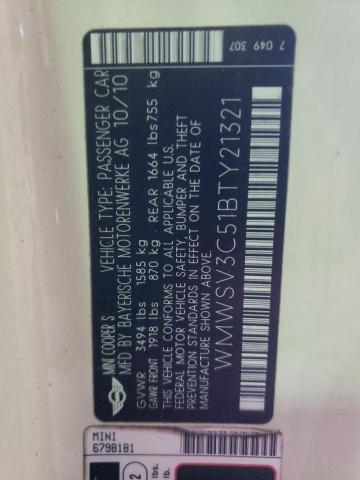 7 049 307
MINI COOPER S
VEHICLE TYPE: PASSENGER CAR
MFD BY BAYERISCHE MOTORENWERKE AG 10/10
GVWR 3494 lbs 1585 kg
GAWR FRONT 1918 lbs 870 kg . REAR 1664 lbs 755 kg
THIS VEHICLE CONFORMS TO ALL APPLICABLE U.S.
FEDERAL MOTOR VEHICLE SAFETY, BUMPER AND THEFT
PREVENTION STANDARDS IN EFFECT ON THE DATE OF
MANUFACTURE SHOWN ABOVE.
WMWSV3C51BTY21321
MINI
6798181
2
lbs.
lb.